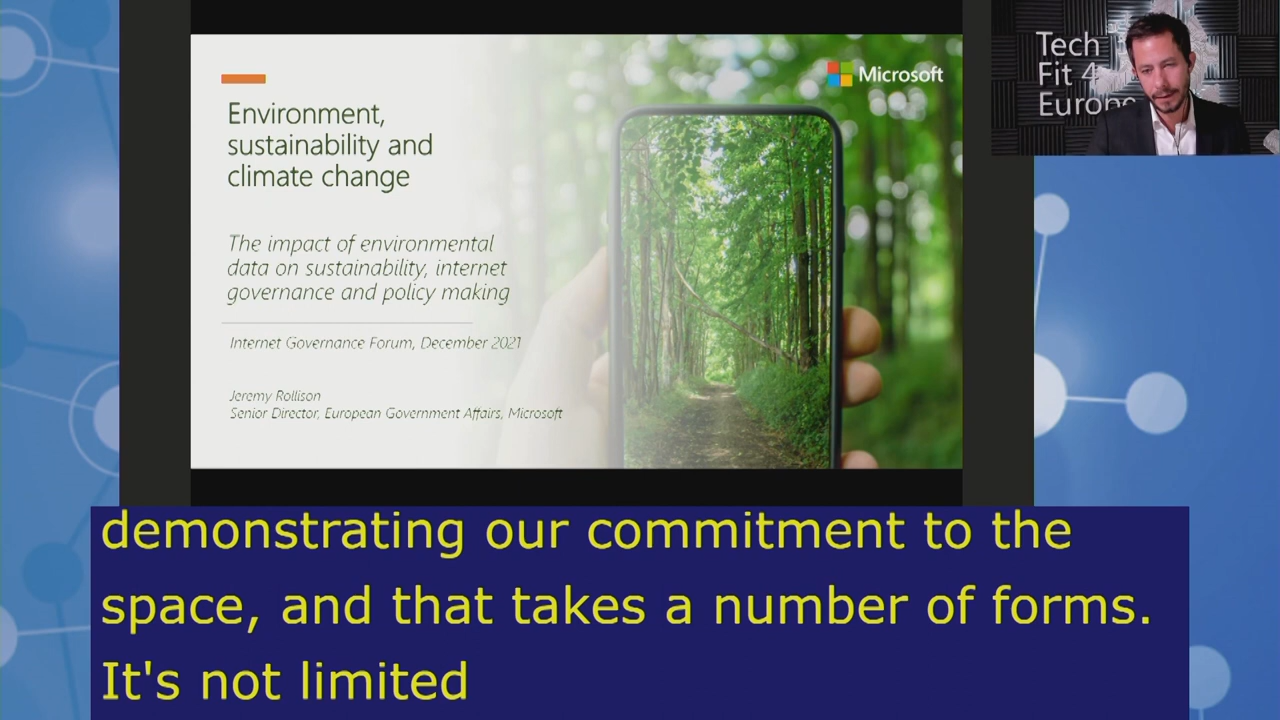 Microsoft
Environment,
sustainability and
climate change
The impact of environmental
data on sustainability, internet
governance and policy making
Internet Governance Forum, December 2021
Jeremy Rollison
Senior Director, European Government Affairs, Microsoft
Tech
Fit 4
Europe
demonstrating our commitment to the
space, and that takes a number of forms.
It's not limited